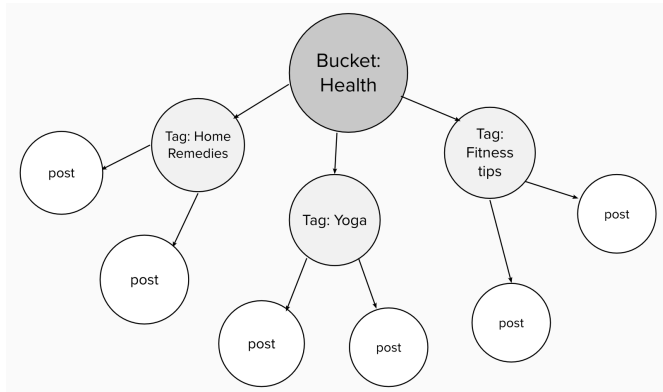 Bucket:
Health
Tag: Home
Remedies
Tag:
Fitness
tips
post
post
Tag: Yoga
post
post
post
post